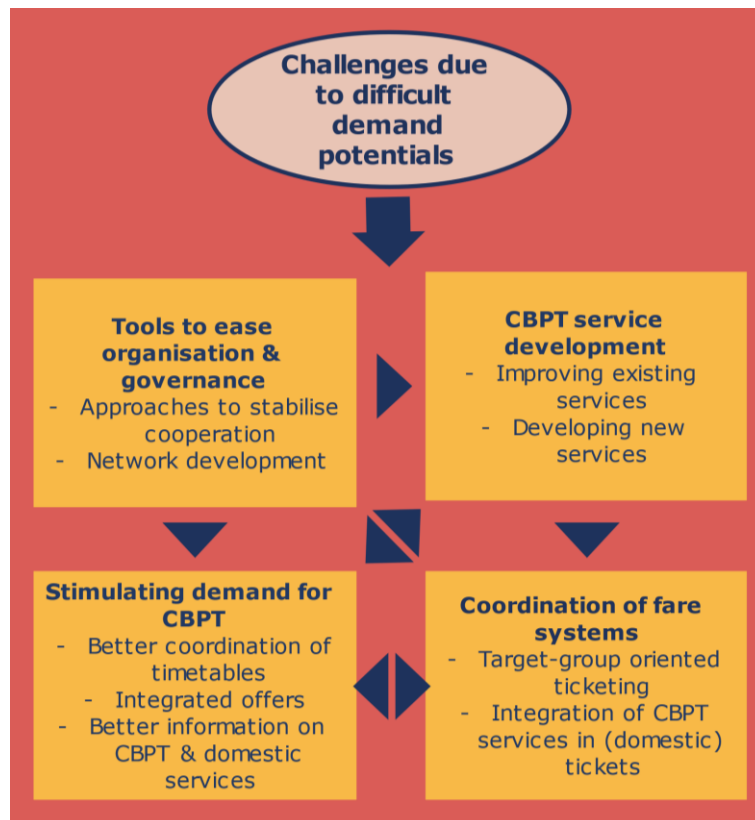 Challenges due
to difficult
demand
potentials
Tools to ease
organisation &
governance
- Approaches to stabilise
cooperation
- Network development
CBPT service
development
- Improving existing
services
- Developing new
services
Stimulating demand for
CBPT
- Better coordination of
timetables
- Integrated offers
- Better information on
CBPT & domestic
services
Coordination of fare
systems
- Target-group oriented
ticketing
- Integration of CBPT
services in (domestic)
tickets